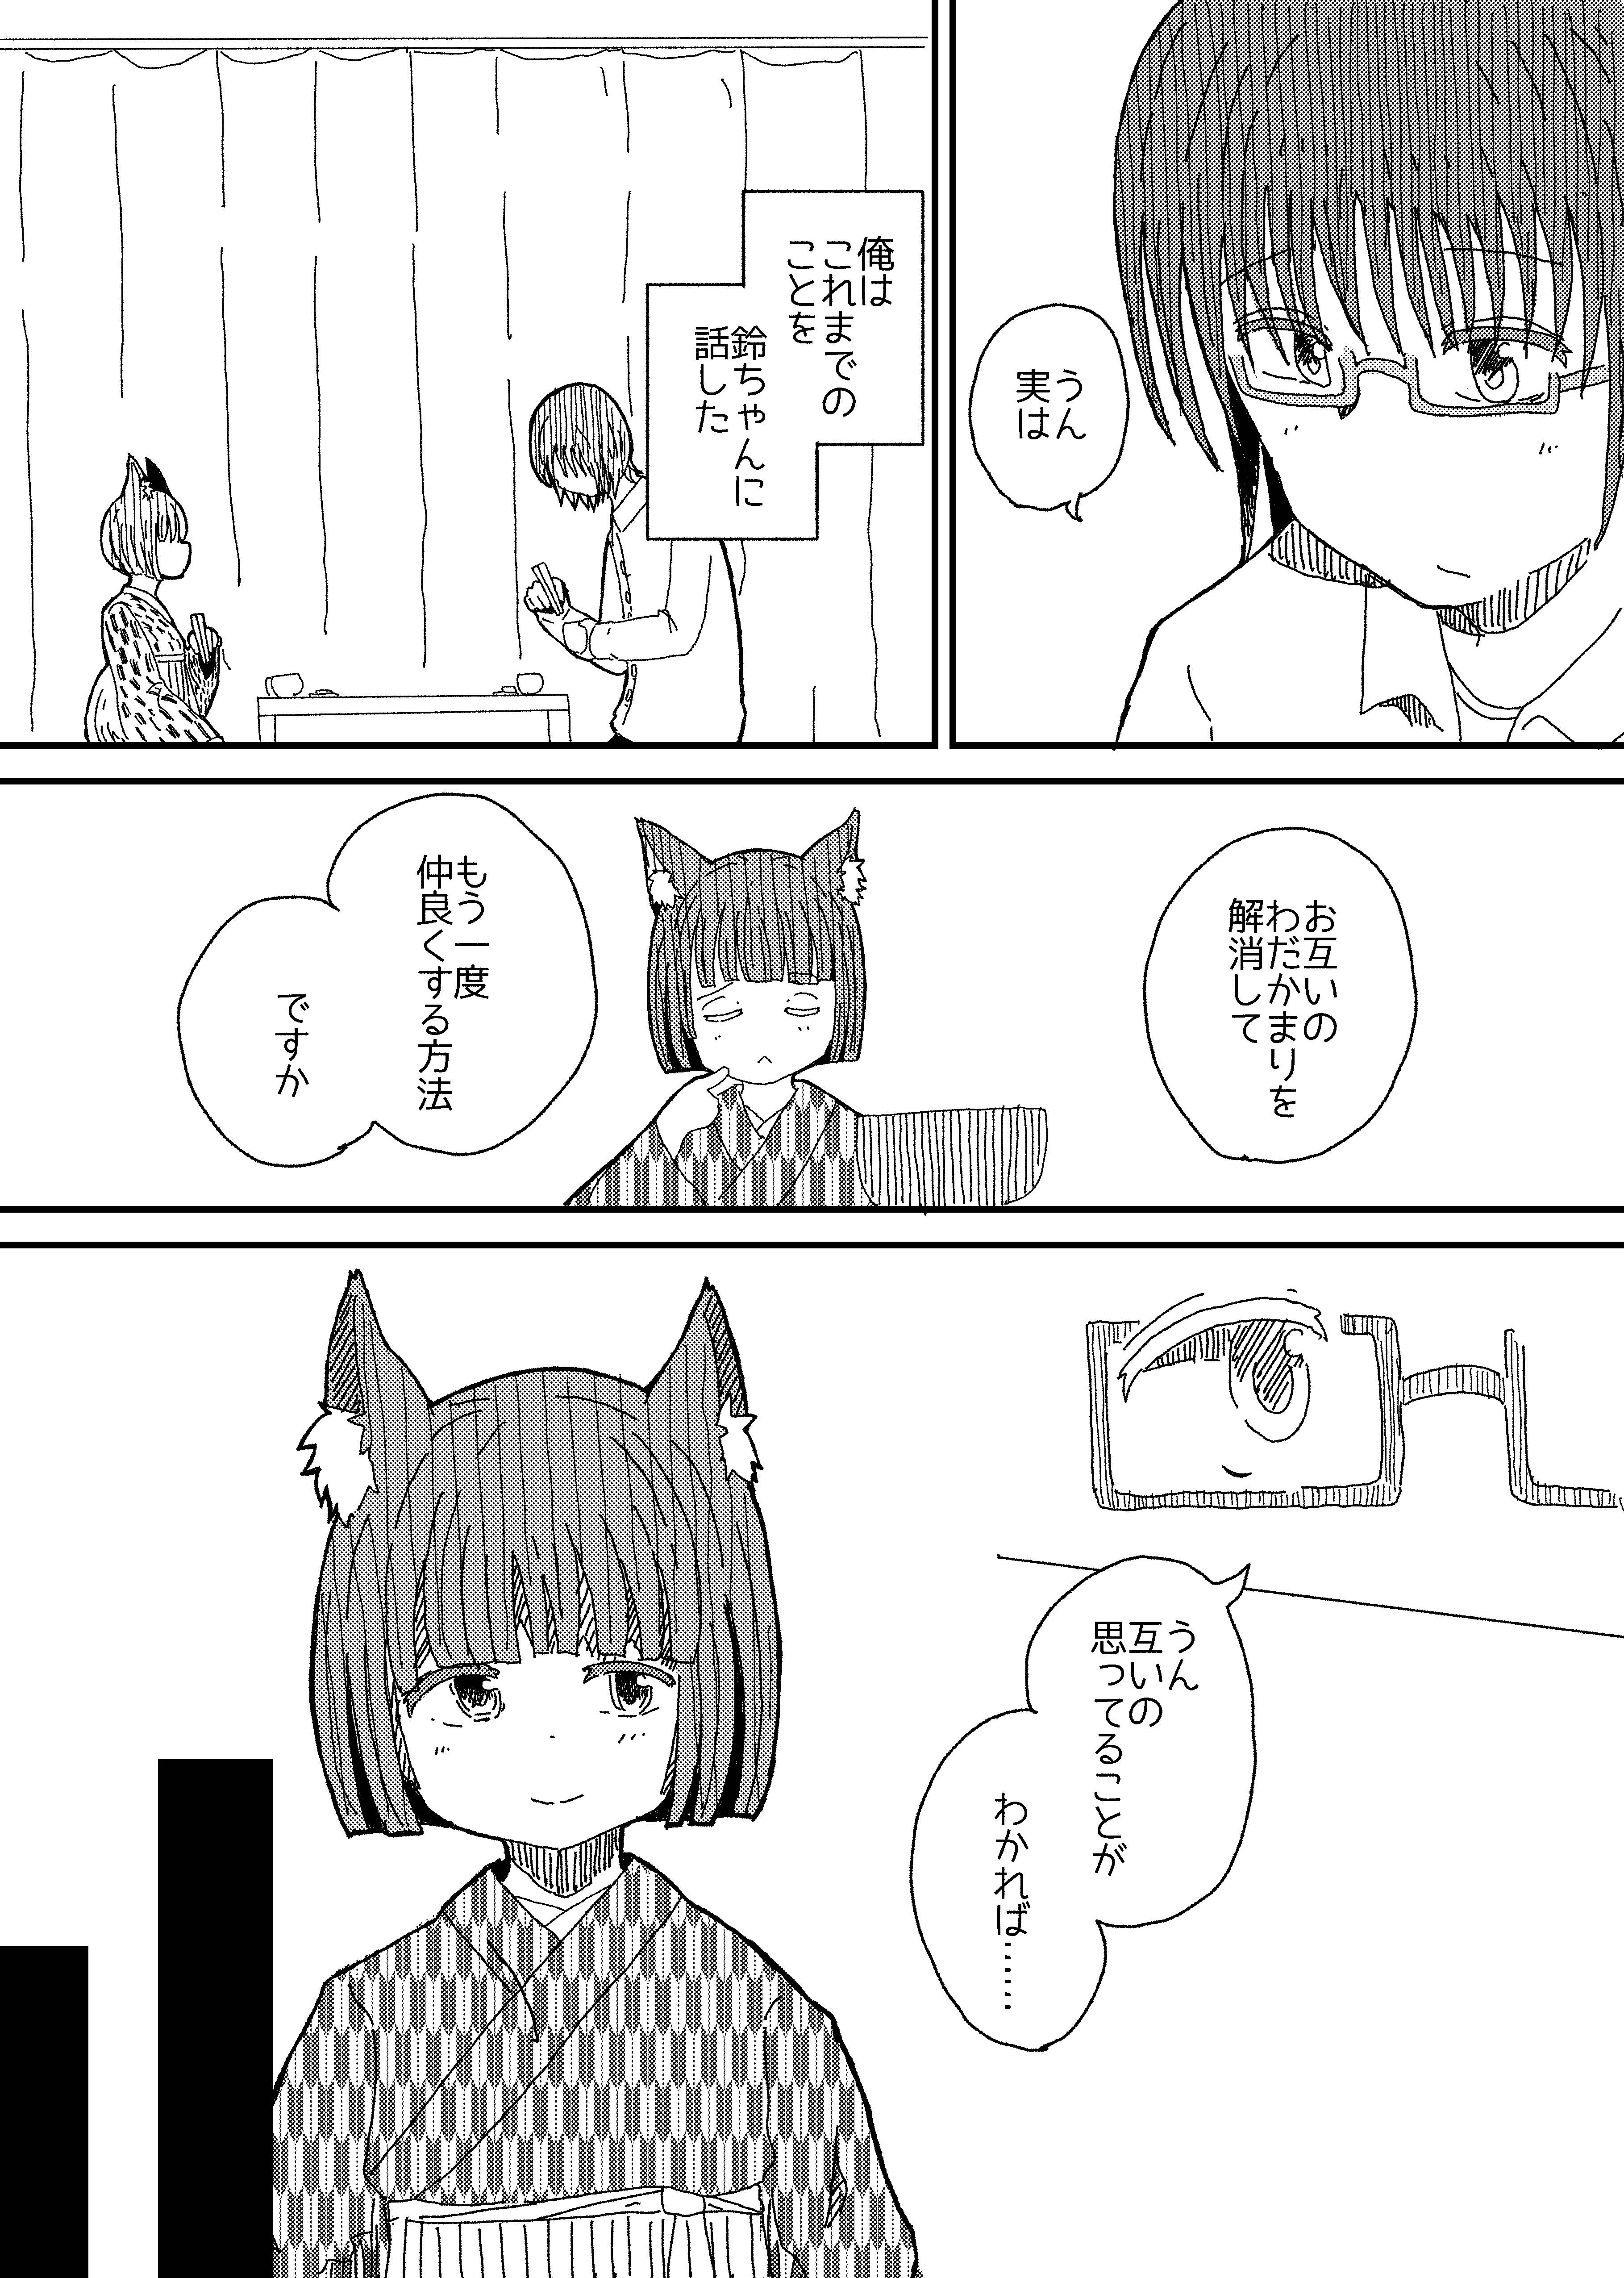 うん
実は
俺は
これまでの
ことを
鈴ちゃんに
話した
お互いの
わだかまりを
解消して
もう一度
仲良くする方法
ですか
うん
互いの
思ってることが
わかれば………